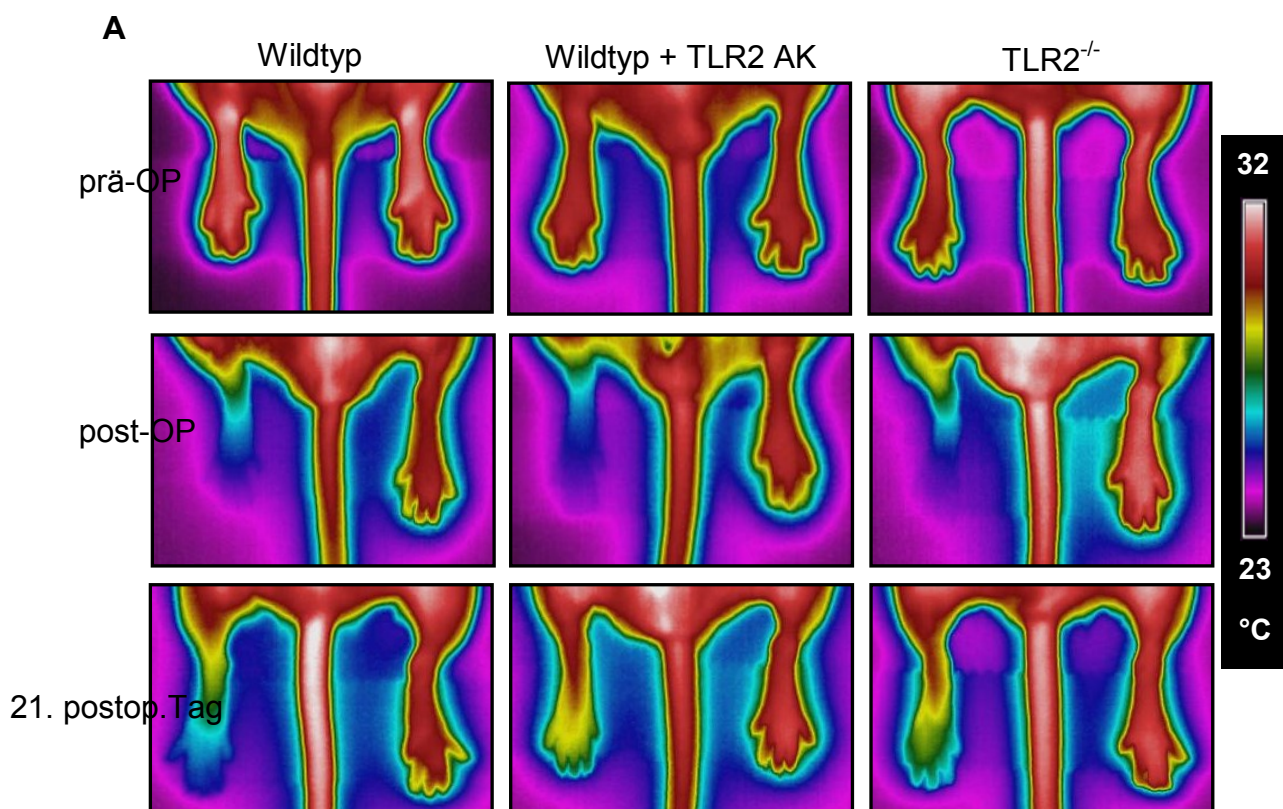 A
Wildtyp
Wildtyp + TLR2 AK
TLR2-/-
prä-OP
post-OP
21. postop.Tag
32
23
°C